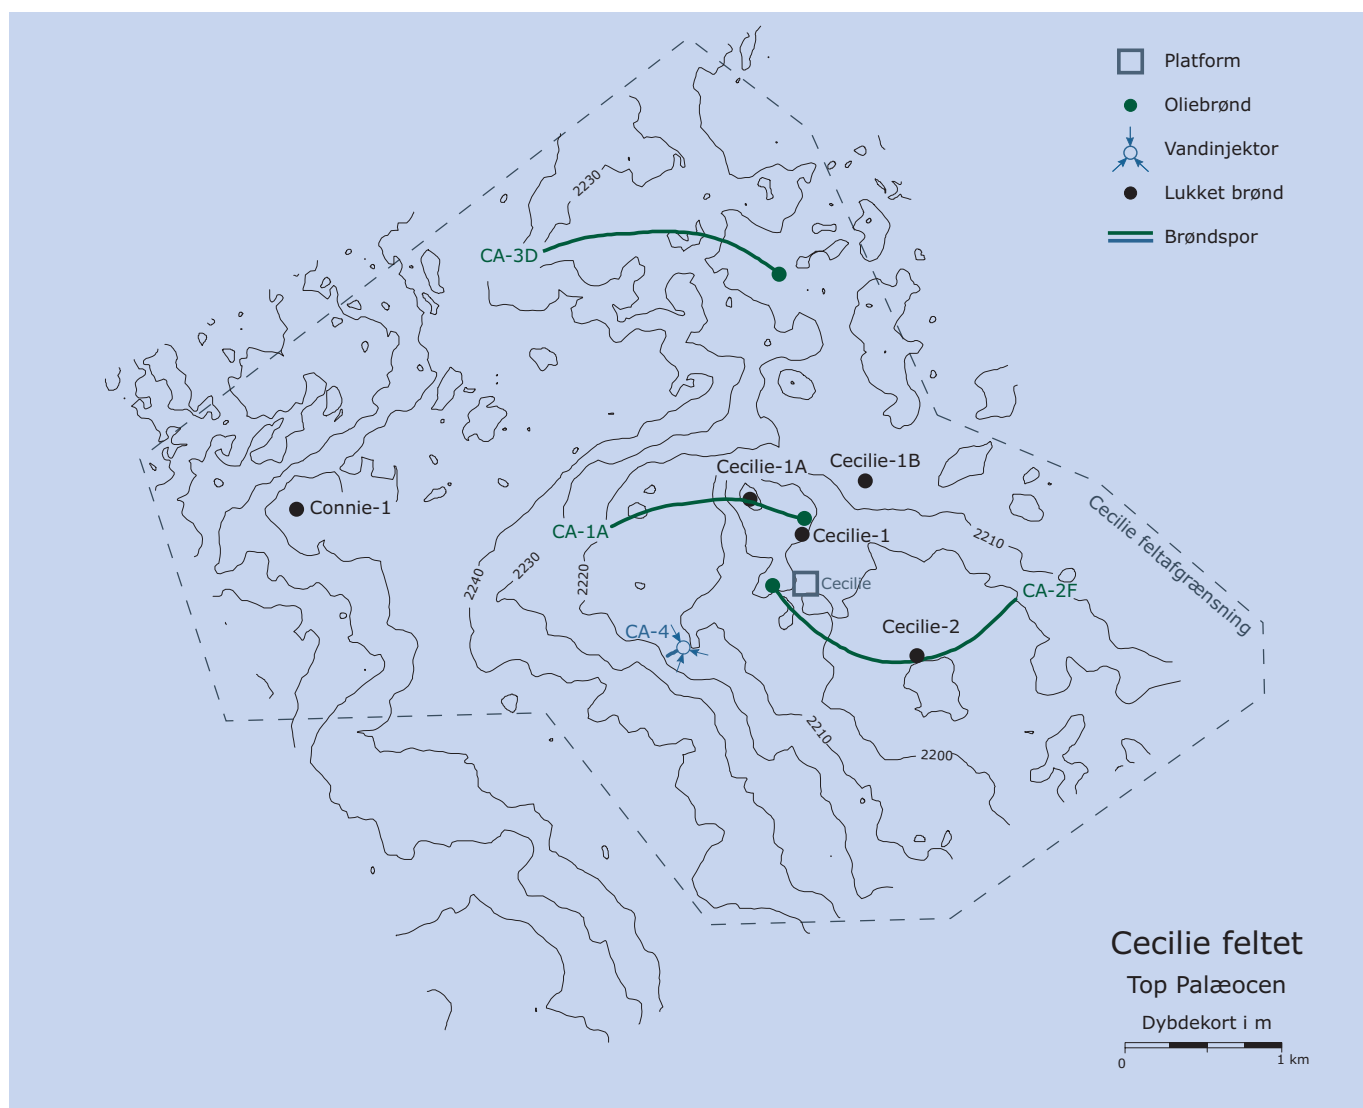 Platform
Oliebrønd
Vandinjektor
Lukket brønd
Brøndspor
2230
CA-3D
Cecilie-1A
Cecilie-1B
Connie-1
CA-1A
Cecilie-1
2210
Cecilie feltafgrænsning
2240
2230
2220
Cecilie
CA-2F
CA-4
Cecilie-2
2210
2200
Cecilie feltet
Top Palæocen
Dybdekort i m
0 1 km